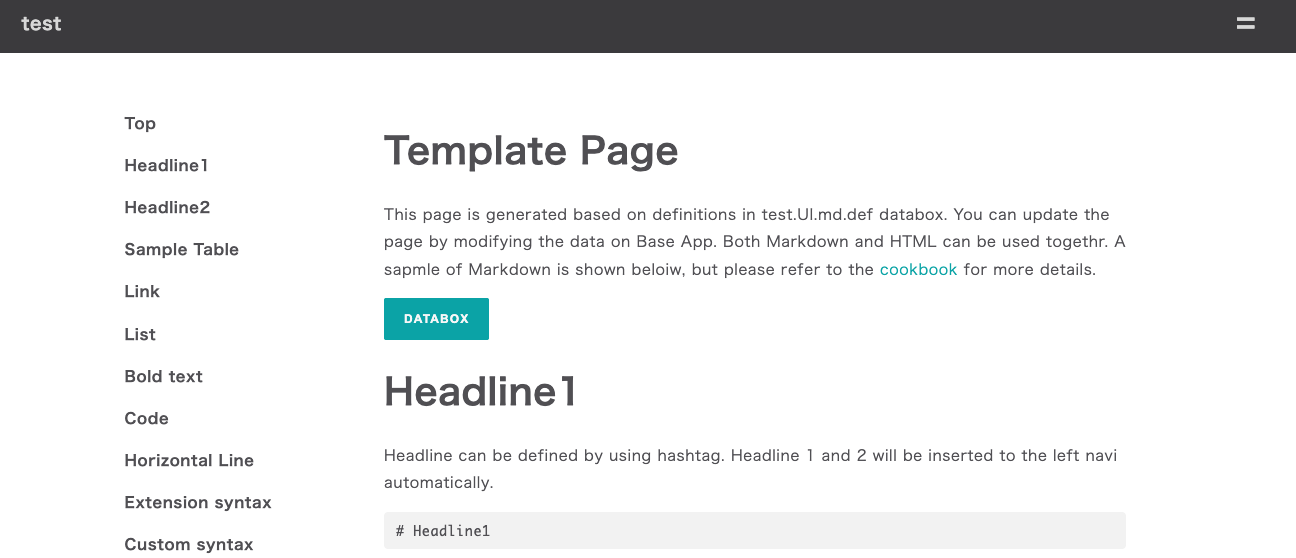 test
Top
Headline1
Headline2
Sample Table
Link
List
Bold text
Code
Horizontal Line
Extension syntax
Custom syntax
Template Page
This page is generated based on definitions in test.UI.md.def databox. You can update the
page by modifying the data on Base App. Both Markdown and HTML can be used togethr. A
sapmle of Markdown is shown beloiw, but please refer to the cookbook for more details.
DATABOX
Headline1
Headline can be defined by using hashtag. Headline 1 and 2 will be inserted to the left navi
automatically.
# Headline1